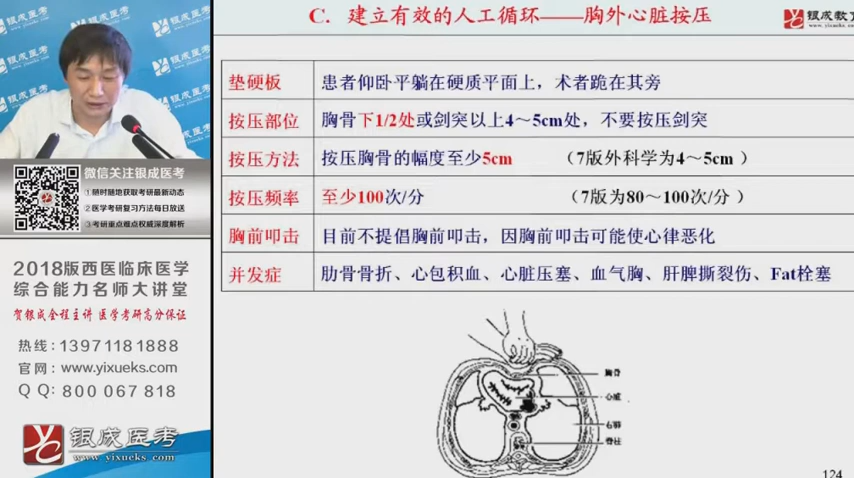 银成医考
C. 建立有效的人工循环——胸外心脏按压
银成教育
垫硬板 患者仰卧平躺在硬质平面上，术者跪在其旁
按压部位 胸骨下1/2处或剑突以上4～5cm处，不要按压剑突
按压方法 按压胸骨的幅度至少5cm （7版外科学为4～5cm ）
按压频率 至少100次/分 （7版为80～100次/分 ）
胸前叩击 目前不提倡胸前叩击，因胸前叩击可能使心律恶化
并发症 肋骨骨折、心包积血、心脏压塞、血气胸、肝脾撕裂伤、Fat栓塞
微信关注银成医考
①随时随地获取考研最新动态
②医学考研复习方法每日放送
③考研重点难点权威深度解析
2018版西医临床医学
综合能力名师大讲堂
贺银成全程主讲 医学考研高分保证
热线：13971181888
官网：www.yixueks.com
QQ：800 067 818
银成医考
www.yixueks.com
胸骨
心脏
脊柱
124